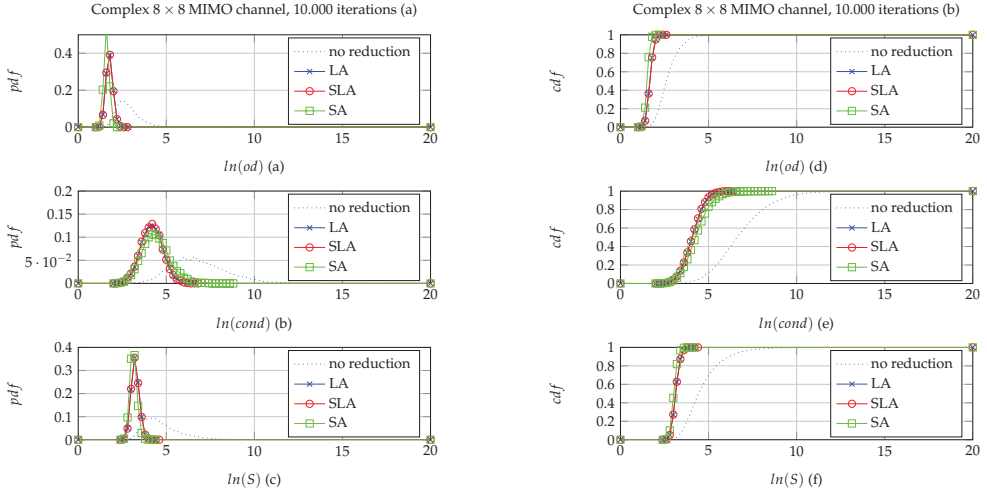 Complex 8 × 8 MIMO channel, 10.000 iterations (a)
pdf
0.4
0.2
0
0 5 10 15 20
no reduction
LA
SLA
SA
ln(od) (a)
pdf
0.2
0.15
0.1
5 · 10⁻²
0
0 5 10 15 20
no reduction
LA
SLA
SA
ln(cond) (b)
pdf
0.4
0.3
0.2
0.1
0
0 5 10 15 20
no reduction
LA
SLA
SA
ln(S) (c)
Complex 8 × 8 MIMO channel, 10.000 iterations (b)
cdf
1
0.8
0.6
0.4
0.2
0
0 5 10 15 20
no reduction
LA
SLA
SA
ln(od) (d)
cdf
1
0.8
0.6
0.4
0.2
0
0 5 10 15 20
no reduction
LA
SLA
SA
ln(cond) (e)
cdf
1
0.8
0.6
0.4
0.2
0
0 5 10 15 20
no reduction
LA
SLA
SA
ln(S) (f)